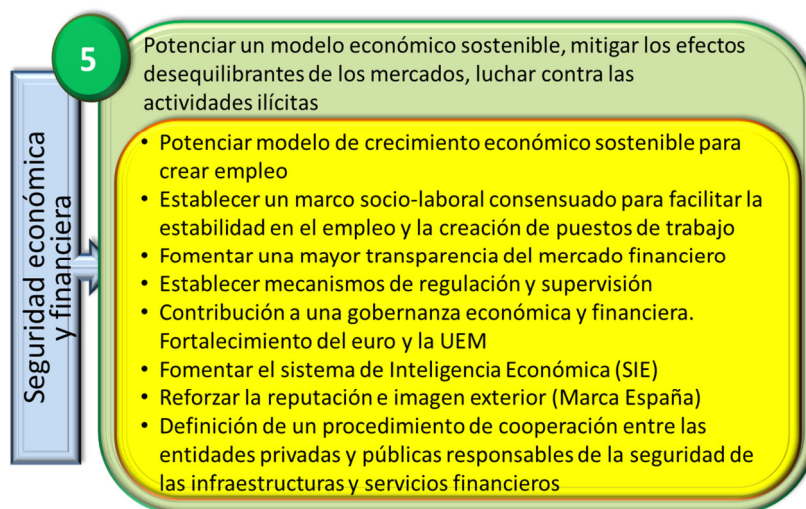 5
Potenciar un modelo económico sostenible, mitigar los efectos
desequilibrantes de los mercados, luchar contra las
actividades ilícitas
Seguridad económica
y financiera
• Potenciar modelo de crecimiento económico sostenible para
crear empleo
• Establecer un marco socio-laboral consensuado para facilitar la
estabilidad en el empleo y la creación de puestos de trabajo
• Fomentar una mayor transparencia del mercado financiero
• Establecer mecanismos de regulación y supervisión
• Contribución a una gobernanza económica y financiera.
Fortalecimiento del euro y la UEM
• Fomentar el sistema de Inteligencia Económica (SIE)
• Reforzar la reputación e imagen exterior (Marca España)
• Definición de un procedimiento de cooperación entre las
entidades privadas y públicas responsables de la seguridad de
las infraestructuras y servicios financieros